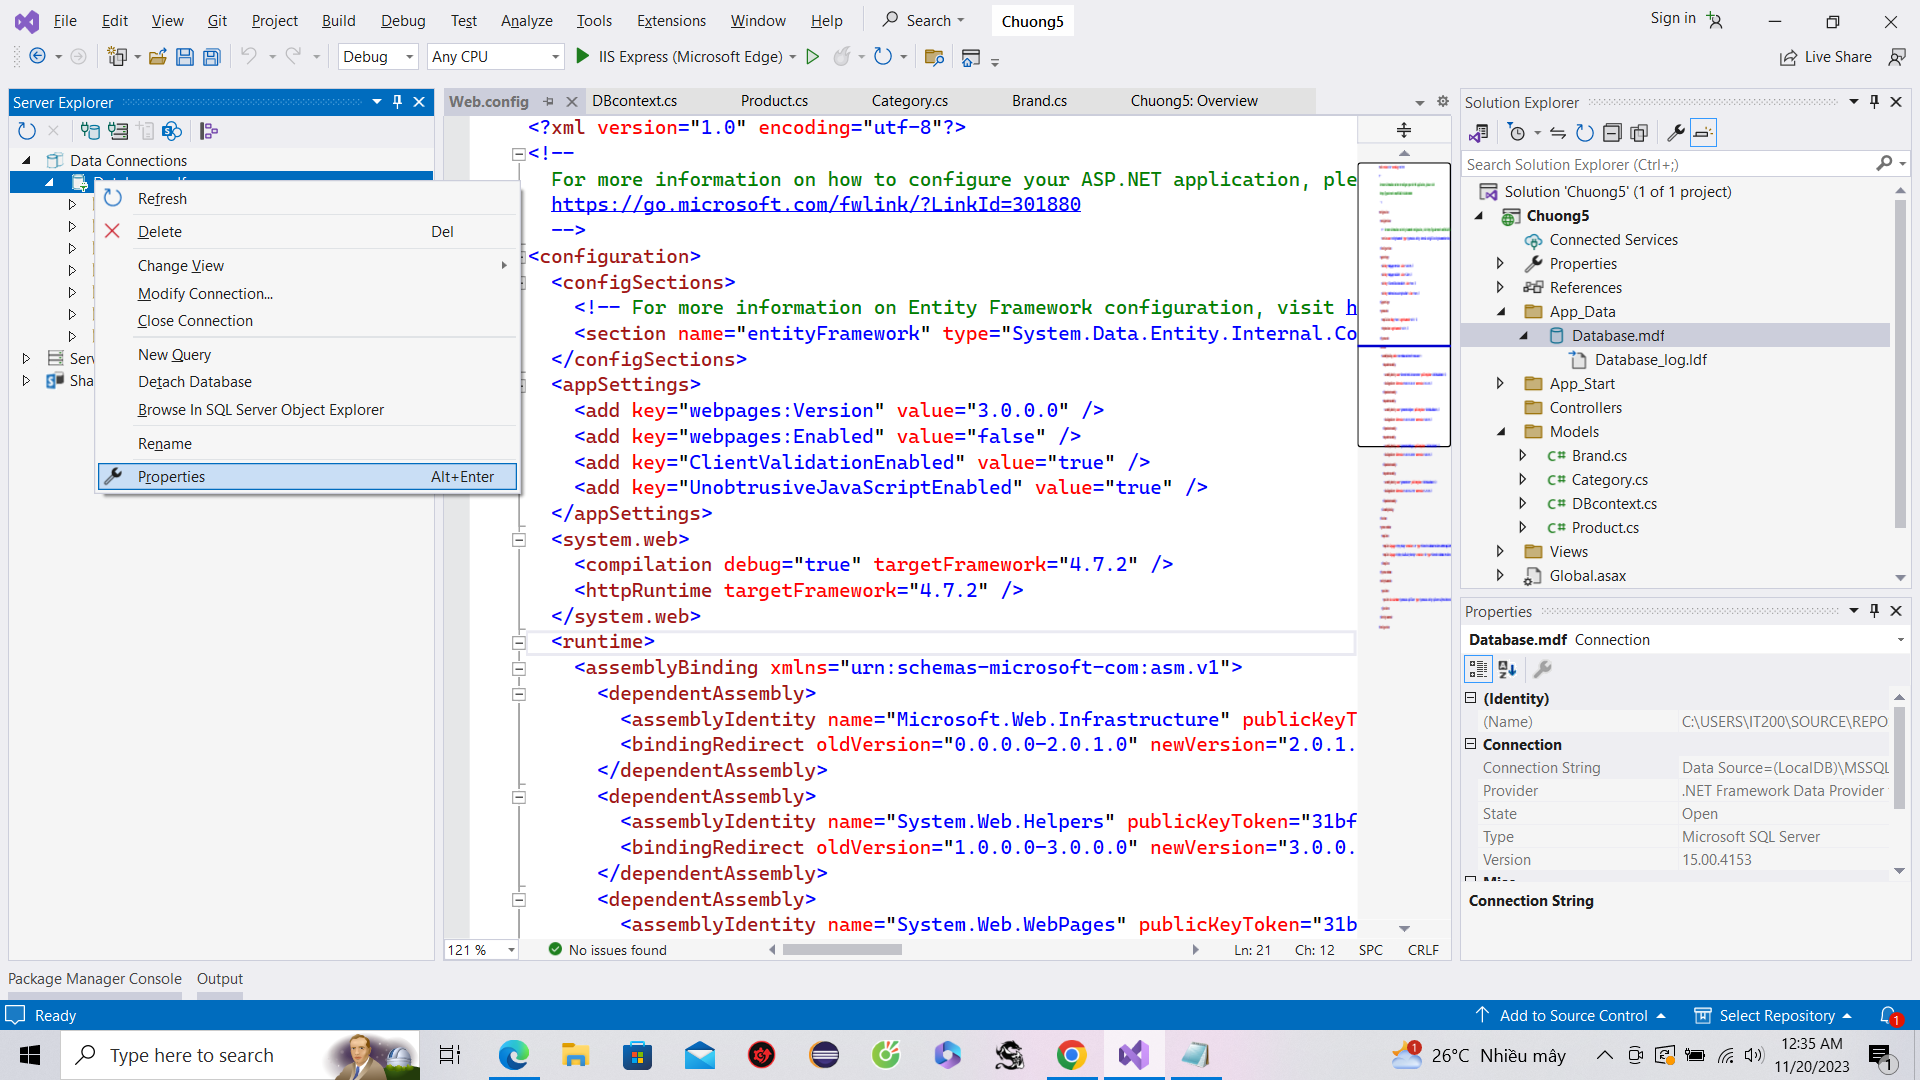 File Edit View Git Project Build Debug Test Analyze Tools Extensions Window Help Search Chuong5 Sign in
Debug Any CPU IIS Express (Microsoft Edge) Live Share
Server Explorer
Data Connections
Refresh
Delete Del
Change View
Modify Connection...
Close Connection
New Query
Detach Database
Browse In SQL Server Object Explorer
Rename
Properties Alt+Enter
Web.config DBcontext.cs Product.cs Category.cs Brand.cs Chuong5: Overview
<?xml version="1.0" encoding="utf-8"?>
<!--
For more information on how to configure your ASP.NET application, ple
https://go.microsoft.com/fwlink/?LinkId=301880
-->
<configuration>
<configSections>
<!-- For more information on Entity Framework configuration, visit h
<section name="entityFramework" type="System.Data.Entity.Internal.Co
</configSections>
<appSettings>
<add key="webpages:Version" value="3.0.0.0" />
<add key="webpages:Enabled" value="false" />
<add key="ClientValidationEnabled" value="true" />
<add key="UnobtrusiveJavaScriptEnabled" value="true" />
</appSettings>
<system.web>
<compilation debug="true" targetFramework="4.7.2" />
<httpRuntime targetFramework="4.7.2" />
</system.web>
<runtime>
<assemblyBinding xmlns="urn:schemas-microsoft-com:asm.v1">
<dependentAssembly>
<assemblyIdentity name="Microsoft.Web.Infrastructure" publicKeyT
<bindingRedirect oldVersion="0.0.0.0-2.0.1.0" newVersion="2.0.1.
</dependentAssembly>
<dependentAssembly>
<assemblyIdentity name="System.Web.Helpers" publicKeyToken="31bf
<bindingRedirect oldVersion="1.0.0.0-3.0.0.0" newVersion="3.0.0.
</dependentAssembly>
<dependentAssembly>
<assemblyIdentity name="System.Web.WebPages" publicKeyToken="31b
121 % No issues found Ln: 21 Ch: 12 SPC CRLF
Solution Explorer
Search Solution Explorer (Ctrl+;)
Solution 'Chuong5' (1 of 1 project)
Chuong5
Connected Services
Properties
References
App_Data
Database.mdf
Database_log.ldf
App_Start
Controllers
Models
C# Brand.cs
C# Category.cs
C# DBcontext.cs
C# Product.cs
Views
Global.asax
Properties
Database.mdf Connection
(Identity)
(Name) C:\USERS\IT200\SOURCE\REPO
Connection
Connection String Data Source=(LocalDB)\MSSQL
Provider .NET Framework Data Provider
State Open
Type Microsoft SQL Server
Version 15.00.4153
Connection String
Package Manager Console Output
Ready Add to Source Control Select Repository 1
Type here to search 1 26°C Nhiều mây 12:35 AM
11/20/2023 1